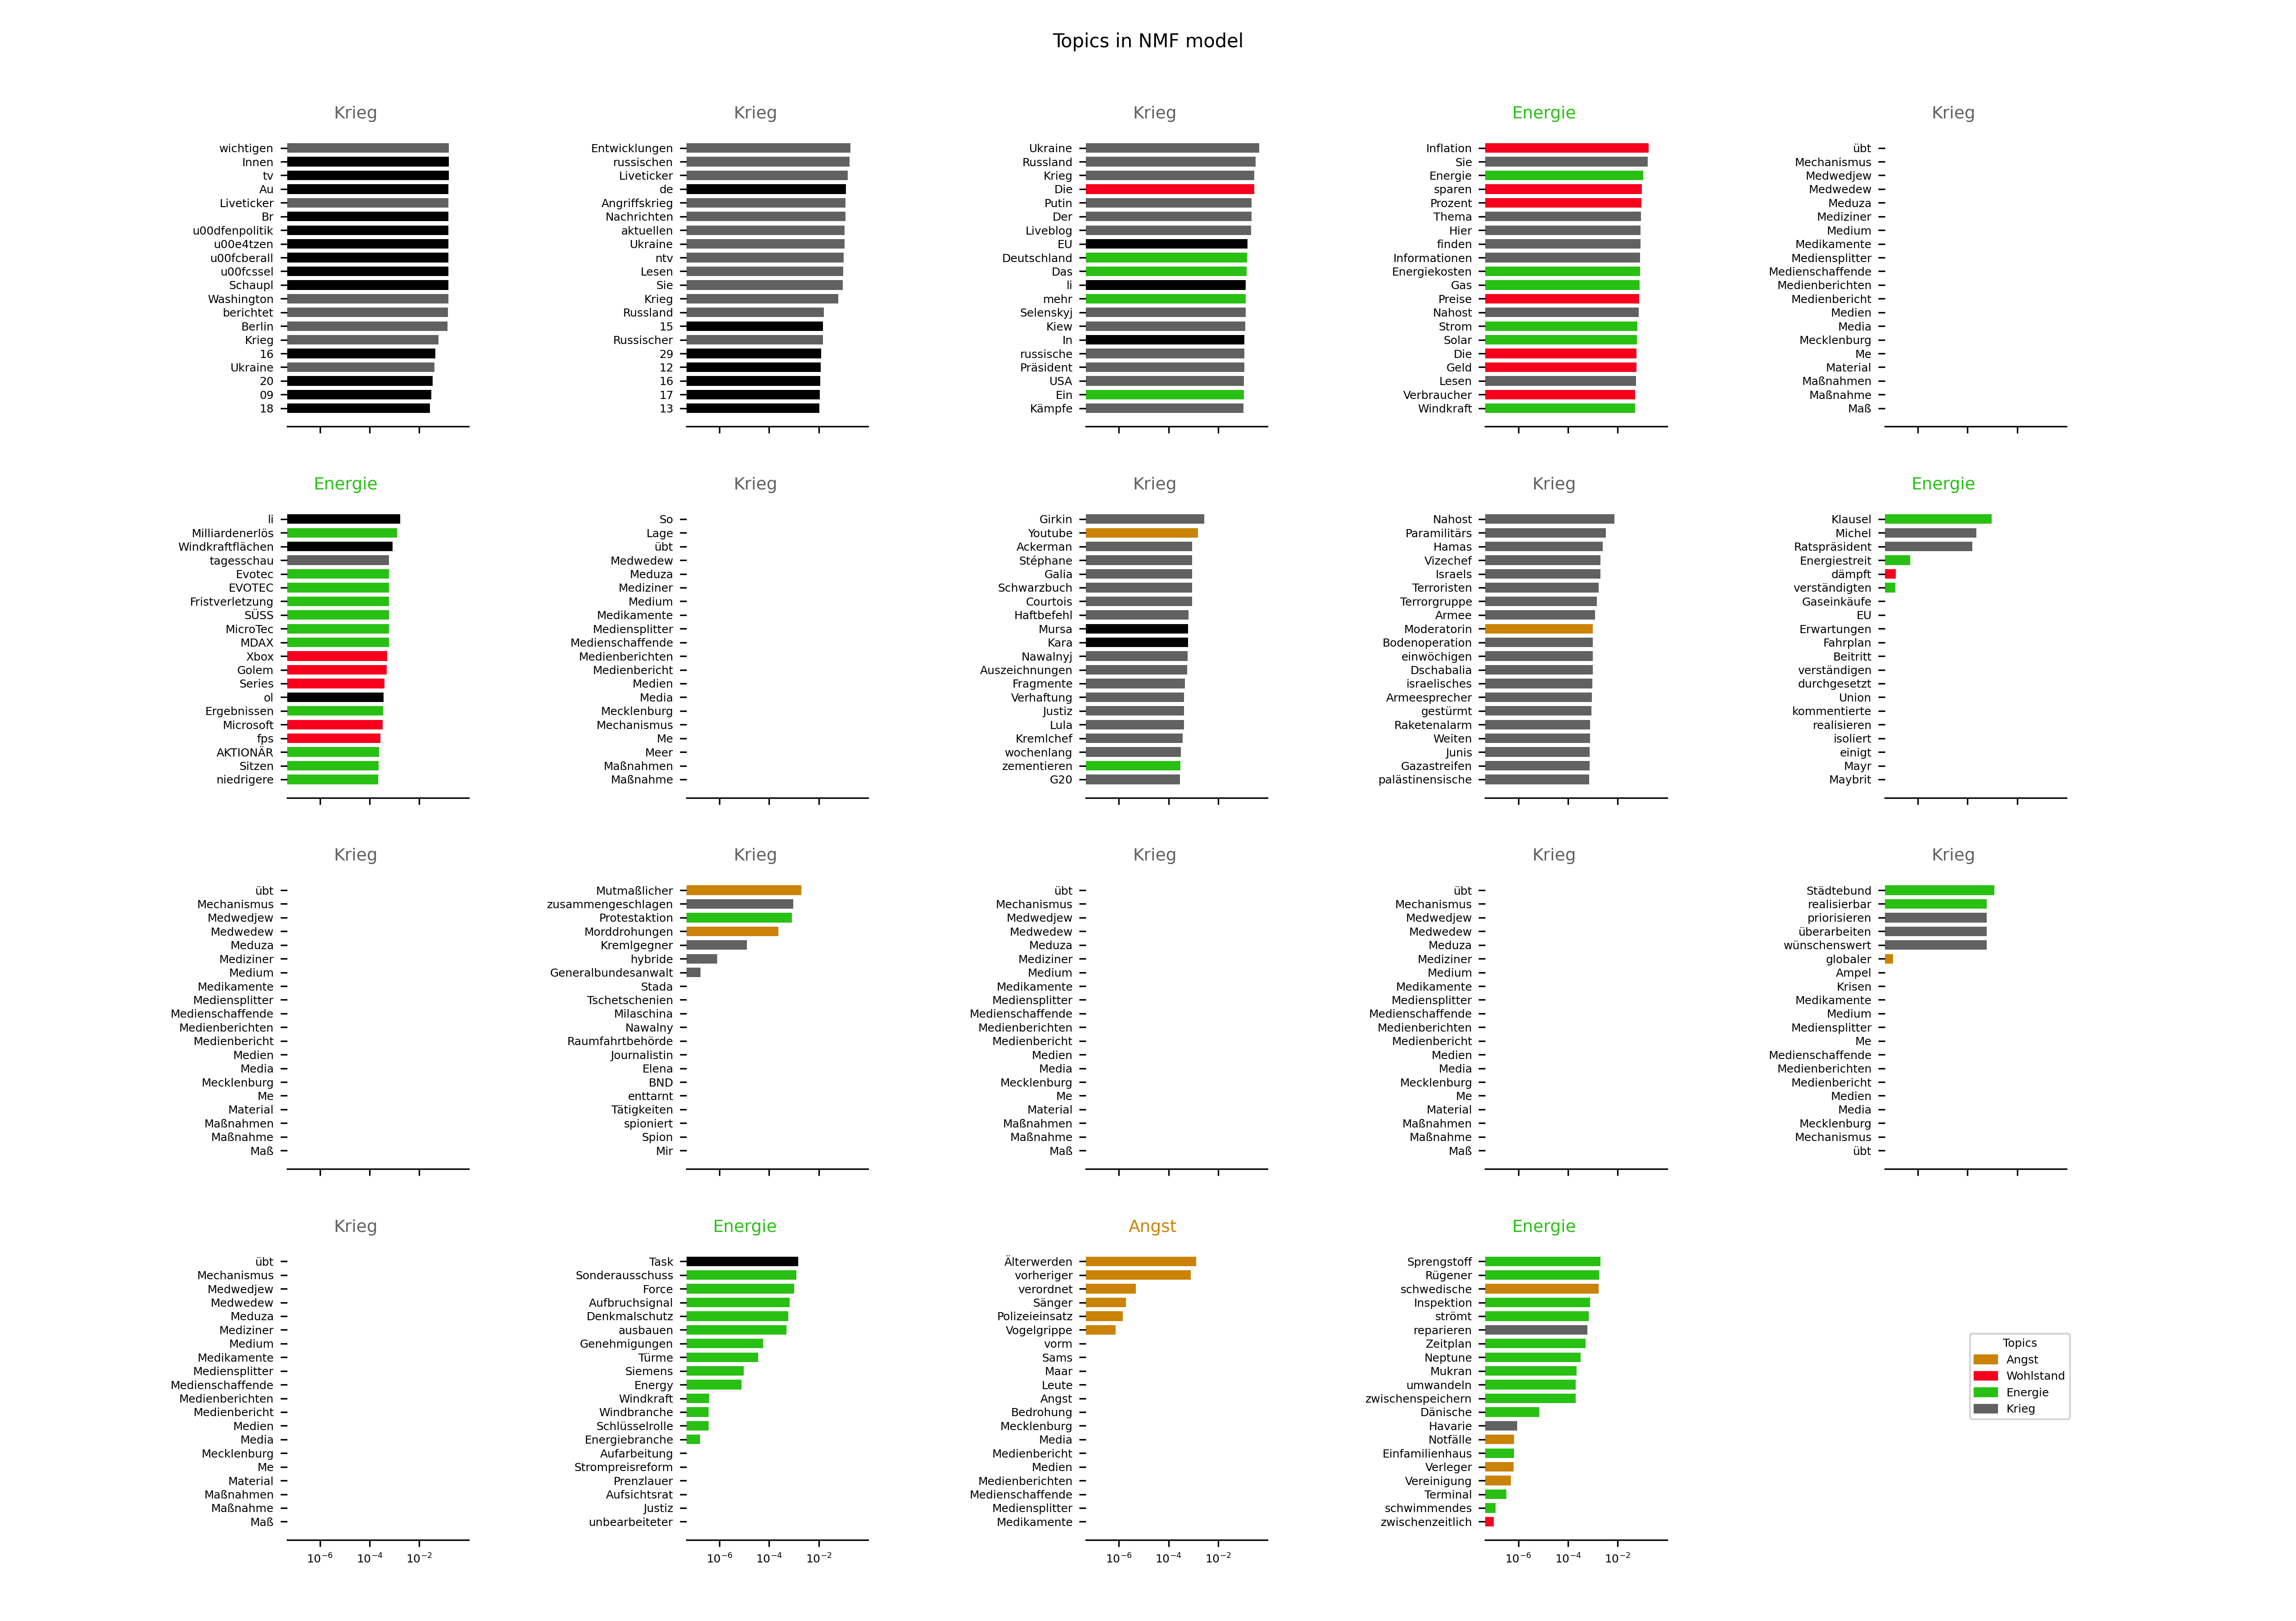 Topics in NMF model
Krieg
wichtigen
Innen
tv
Au
Liveticker
Br
u00dfenpolitik
u00e4tzen
u00fcberall
u00fcssel
Schaupl
Washington
berichtet
Berlin
Krieg
16
Ukraine
20
09
18
Krieg
Entwicklungen
russischen
Liveticker
de
Angriffskrieg
Nachrichten
aktuellen
Ukraine
ntv
Lesen
Sie
Krieg
Russland
15
Russischer
29
12
16
17
13
Krieg
Ukraine
Russland
Krieg
Die
Putin
Der
Liveblog
EU
Deutschland
Das
li
mehr
Selenskyj
Kiew
In
russische
Präsident
USA
Ein
Kämpfe
Energie
Inflation
Sie
Energie
sparen
Prozent
Thema
Hier
finden
Informationen
Energiekosten
Gas
Preise
Nahost
Strom
Solar
Die
Geld
Lesen
Verbraucher
Windkraft
Krieg
übt
Mechanismus
Medwedjew
Medwedew
Meduza
Mediziner
Medium
Medikamente
Mediensplitter
Medienschaffende
Medienberichten
Medienbericht
Medien
Media
Mecklenburg
Me
Material
Maßnahmen
Maßnahme
Maß
Energie
li
Milliardenerlös
Windkraftflächen
tagesschau
Evotec
EVOTEC
Fristverletzung
SÜSS
MicroTec
MDAX
Xbox
Golem
Series
ol
Ergebnissen
Microsoft
fps
AKTIONÄR
Sitzen
niedrigere
Krieg
So
Lage
übt
Medwedew
Meduza
Mediziner
Medium
Medikamente
Mediensplitter
Medienschaffende
Medienberichten
Medienbericht
Medien
Media
Mecklenburg
Mechanismus
Me
Meer
Maßnahmen
Maßnahme
Krieg
Girkin
Youtube
Ackerman
Stéphane
Galia
Schwarzbuch
Courtois
Haftbefehl
Mursa
Kara
Nawalnyj
Auszeichnungen
Fragmente
Verhaftung
Justiz
Lula
Kremlchef
wochenlang
zementieren
G20
Krieg
Nahost
Paramilitärs
Hamas
Vizechef
Israels
Terroristen
Terrorgruppe
Armee
Moderatorin
Bodenoperation
einwöchigen
Dschabalia
israelisches
Armeesprecher
gestürmt
Raketenalarm
Weiten
Junis
Gazastreifen
palästinensische
Energie
Klausel
Michel
Ratspräsident
Energiestreit
dämpft
verständigten
Gaseinkäufe
EU
Erwartungen
Fahrplan
Beitritt
verständigen
durchgesetzt
Union
kommentierte
realisieren
isoliert
einigt
Mayr
Maybrit
Krieg
übt
Mechanismus
Medwedjew
Medwedew
Meduza
Mediziner
Medium
Medikamente
Mediensplitter
Medienschaffende
Medienberichten
Medienbericht
Medien
Media
Mecklenburg
Me
Material
Maßnahmen
Maßnahme
Maß
Krieg
Mutmaßlicher
zusammengeschlagen
Protestaktion
Morddrohungen
Kremlgegner
hybride
Generalbundesanwalt
Stada
Tschetschenien
Milaschina
Nawalny
Raumfahrtbehörde
Journalistin
Elena
BND
enttarnt
Tätigkeiten
spioniert
Spion
Mir
Krieg
übt
Mechanismus
Medwedjew
Medwedew
Meduza
Mediziner
Medium
Medikamente
Mediensplitter
Medienschaffende
Medienberichten
Medienbericht
Medien
Media
Mecklenburg
Me
Material
Maßnahmen
Maßnahme
Maß
Krieg
übt
Mechanismus
Medwedjew
Medwedew
Meduza
Mediziner
Medium
Medikamente
Mediensplitter
Medienschaffende
Medienberichten
Medienbericht
Medien
Media
Mecklenburg
Me
Material
Maßnahmen
Maßnahme
Maß
Krieg
Städtebund
realisierbar
priorisieren
überarbeiten
wünschenswert
globaler
Ampel
Krisen
Medikamente
Medium
Mediensplitter
Me
Medienschaffende
Medienberichten
Medienbericht
Medien
Media
Mecklenburg
Mechanismus
übt
Krieg
übt
Mechanismus
Medwedjew
Medwedew
Meduza
Mediziner
Medium
Medikamente
Mediensplitter
Medienschaffende
Medienberichten
Medienbericht
Medien
Media
Mecklenburg
Me
Material
Maßnahmen
Maßnahme
Maß
10⁻⁶ 10⁻⁴ 10⁻²
Energie
Task
Sonderausschuss
Force
Aufbruchsignal
Denkmalschutz
ausbauen
Genehmigungen
Türme
Siemens
Energy
Windkraft
Windbranche
Schlüsselrolle
Energiebranche
Aufarbeitung
Strompreisreform
Prenzlauer
Aufsichtsrat
Justiz
unbearbeiteter
10⁻⁶ 10⁻⁴ 10⁻²
Angst
Älterwerden
vorheriger
verordnet
Sänger
Polizeieinsatz
Vogelgrippe
vorm
Sams
Maar
Leute
Angst
Bedrohung
Mecklenburg
Media
Medienbericht
Medien
Medienberichten
Medienschaffende
Mediensplitter
Medikamente
10⁻⁶ 10⁻⁴ 10⁻²
Energie
Sprengstoff
Rügener
schwedische
Inspektion
strömt
reparieren
Zeitplan
Neptune
Mukran
umwandeln
zwischenspeichern
Dänische
Havarie
Notfälle
Einfamilienhaus
Verleger
Vereinigung
Terminal
schwimmendes
zwischenzeitlich
10⁻⁶ 10⁻⁴ 10⁻²
Topics
Angst
Wohlstand
Energie
Krieg